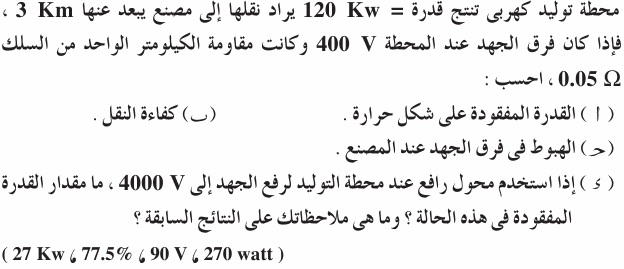 محطة توليد كهربى تنتج قدرة = 120 Kw يراد نقلها إلى مصنع يبعد عنها 3 Km ،
فإذا كان فرق الجهد عند المحطة 400 V وكانت مقاومة الكيلومتر الواحد من السلك
0.05 Ω ، احسب :
( ا ) القدرة المفقودة على شكل حرارة . (ب) كفاءة النقل .
(حـ) الهبوط فى فرق الجهد عند المصنع .
( ء ) إذا استخدم محول رافع عند محطة التوليد لرفع الجهد إلى 4000 V ، ما مقدار القدرة
المفقودة فى هذه الحالة ؟ وما هى ملاحظاتك على النتائج السابقة ؟
( 27 Kw ، 77.5% ، 90 V ، 270 watt )